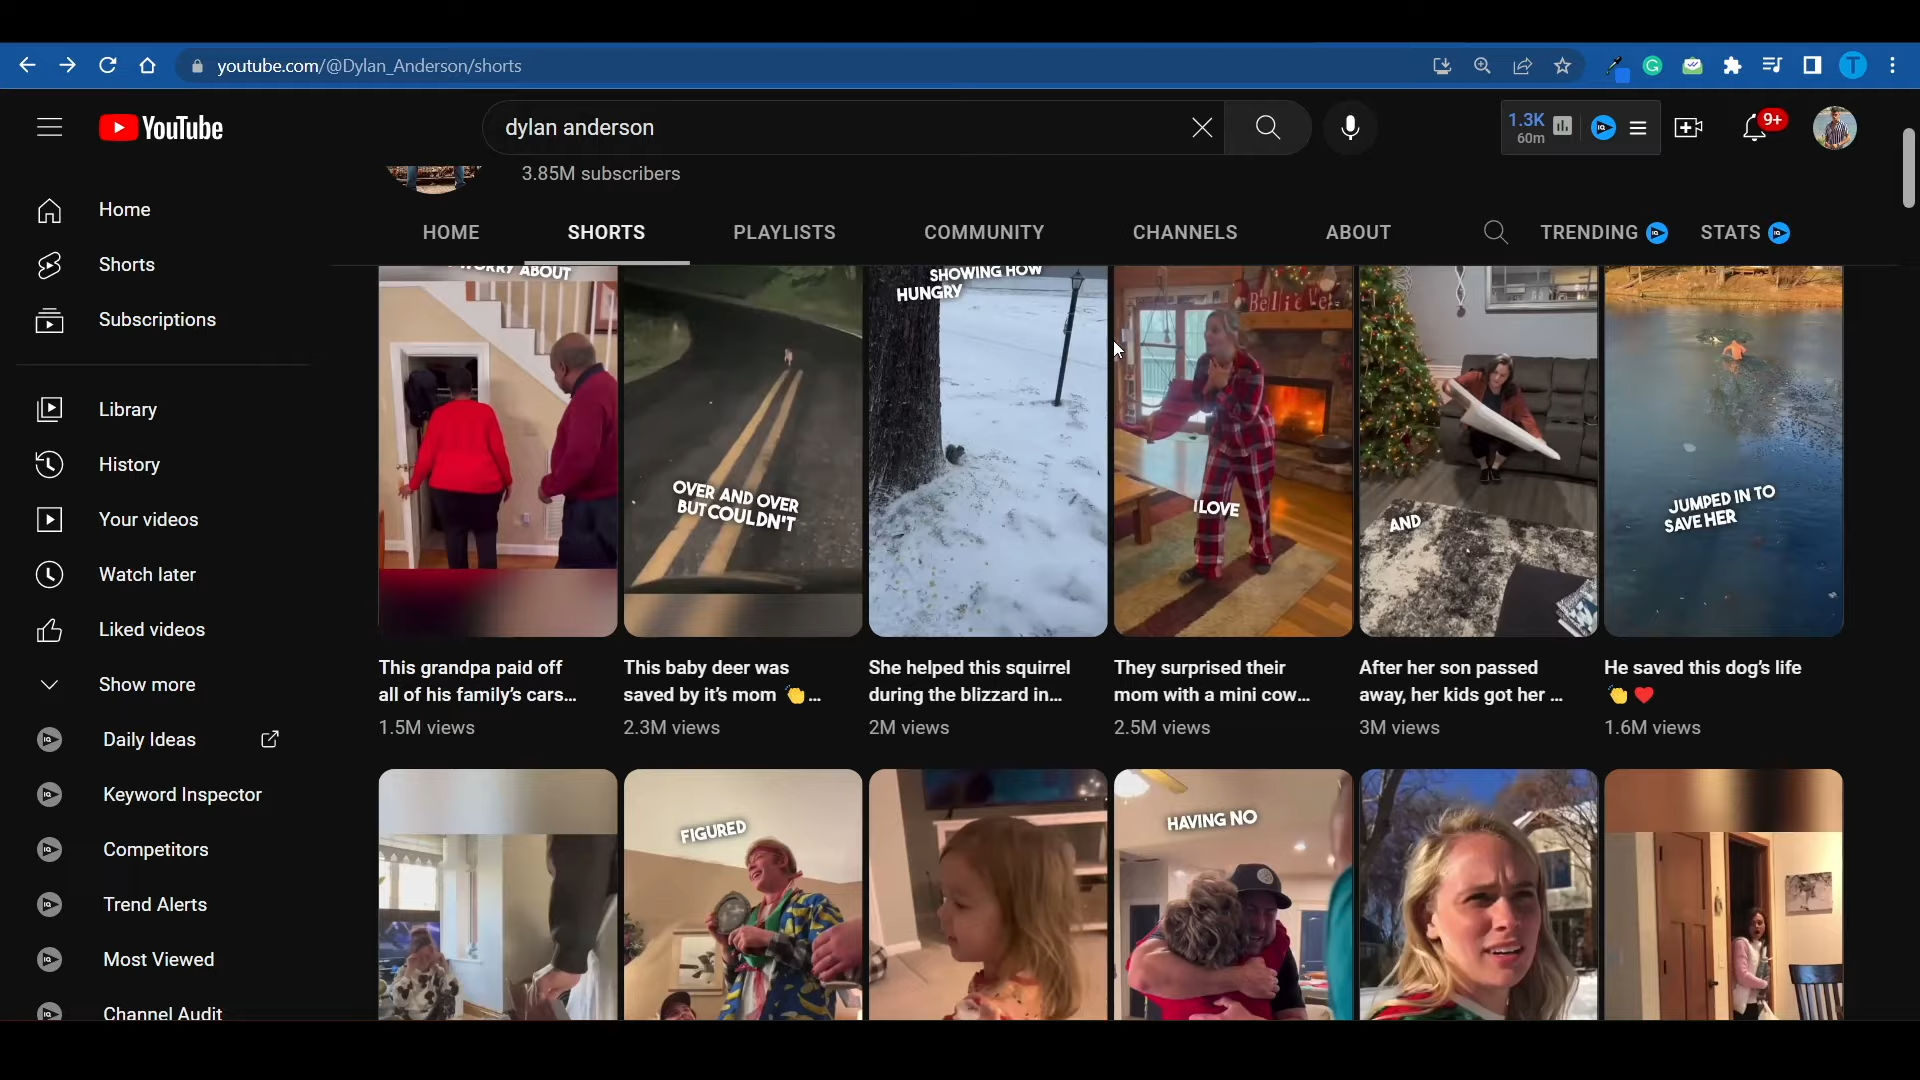 youtube.com/@Dylan_Anderson/shorts
T
YouTube
dylan anderson
1.3K
60m
9+
3.85M subscribers
HOME
SHORTS
PLAYLISTS
COMMUNITY
CHANNELS
ABOUT
TRENDING
STATS
Home
Shorts
Subscriptions
Library
History
Your videos
Watch later
Liked videos
Show more
Daily Ideas
Keyword Inspector
Competitors
Trend Alerts
Most Viewed
Channel Audit
WORRY ABOUT
OVER AND OVER
BUT COULDN'T
SHOWING HOW
HUNGRY
I LOVE
AND
JUMPED IN TO
SAVE HER
This grandpa paid off
all of his family's cars...
1.5M views
This baby deer was
saved by it's mom 👏...
2.3M views
She helped this squirrel
during the blizzard in...
2M views
They surprised their
mom with a mini cow...
2.5M views
After her son passed
away, her kids got her ...
3M views
He saved this dog's life
👏❤️
1.6M views
FIGURED
HAVING NO